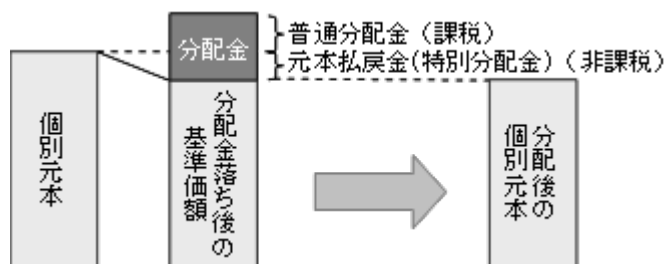 分配金
普通分配金（課税）
元本払戻金(特別分配金)（非課税）
個別元本
分配金落ち後の
基準価額
分配後の
個別元本